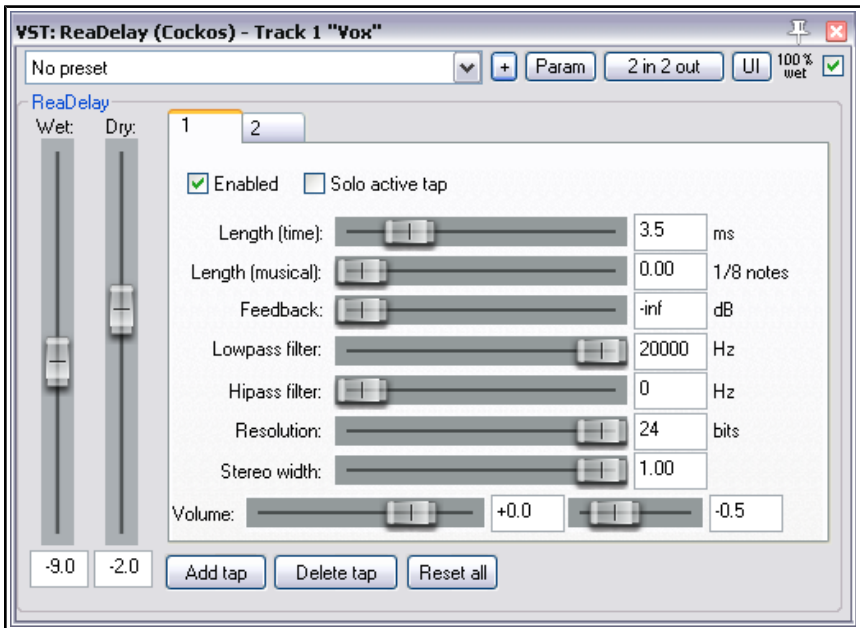 VST: ReaDelay (Cockos) - Track 1 "Vox"
No preset + Param 2 in 2 out UI 100 % wet
ReaDelay
Wet: Dry: 1 2
Enabled Solo active tap
Length (time): 3.5 ms
Length (musical): 0.00 1/8 notes
Feedback: -inf dB
Lowpass filter: 20000 Hz
Hipass filter: 0 Hz
Resolution: 24 bits
Stereo width: 1.00
Volume: +0.0 -0.5
-9.0 -2.0 Add tap Delete tap Reset all